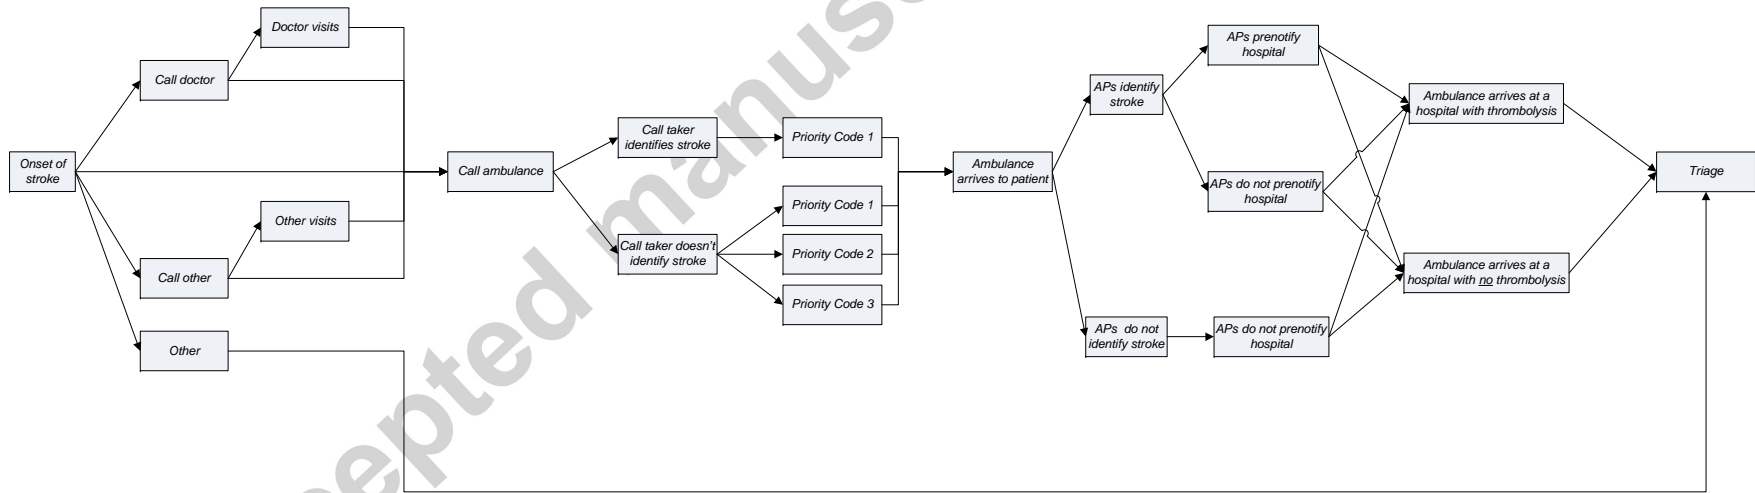 Doctor visits
Call doctor
Onset of
stroke
Other visits
Call other
Other
Call ambulance
Call taker
identifies stroke
Call taker doesn't
identify stroke
Priority Code 1
Priority Code 1
Priority Code 2
Priority Code 3
Ambulance
arrives to patient
APs identify
stroke
APs do not
identify stroke
APs prenotify
hospital
APs do not prenotify
hospital
APs do not prenotify
hospital
Ambulance arrives at a
hospital with thrombolysis
Ambulance arrives at a
hospital with no thrombolysis
Triage